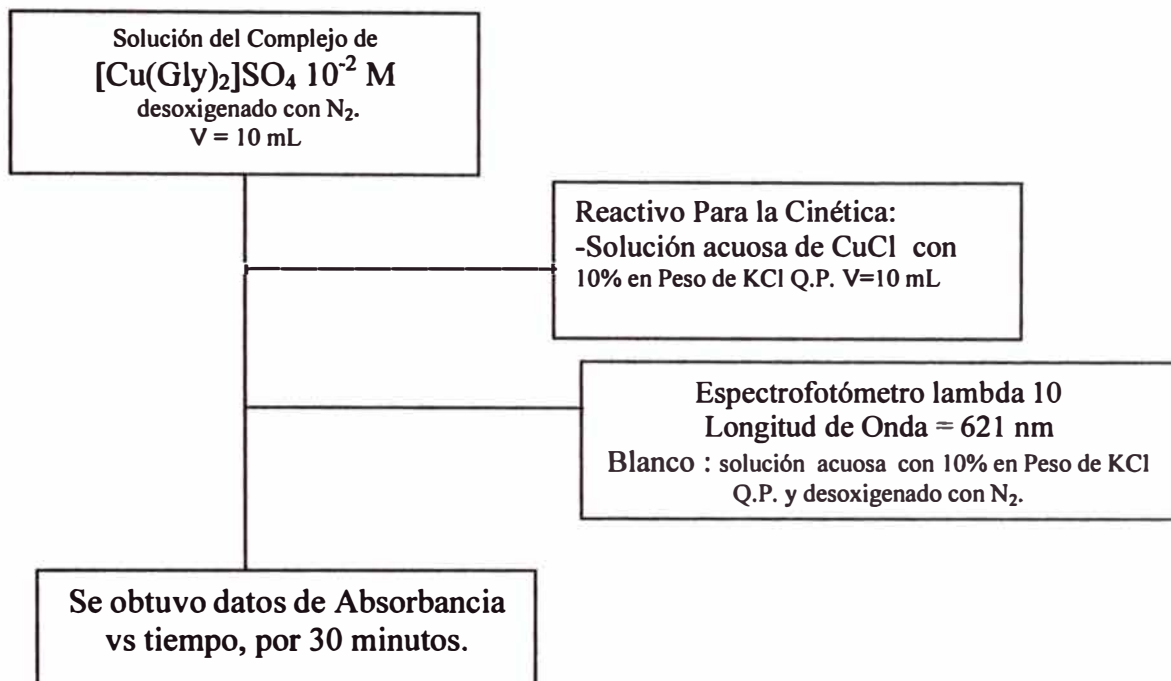 Solución del Complejo de
[Cu(Gly)₂]SO₄ 10⁻² M
desoxigenado con N₂.
V = 10 mL
Reactivo Para la Cinética:
-Solución acuosa de CuCl con
10% en Peso de KCl Q.P. V=10 mL
Espectrofotómetro lambda 10
Longitud de Onda = 621 nm
Blanco : solución acuosa con 10% en Peso de KCl
Q.P. y desoxigenado con N₂.
Se obtuvo datos de Absorbancia
vs tiempo, por 30 minutos.